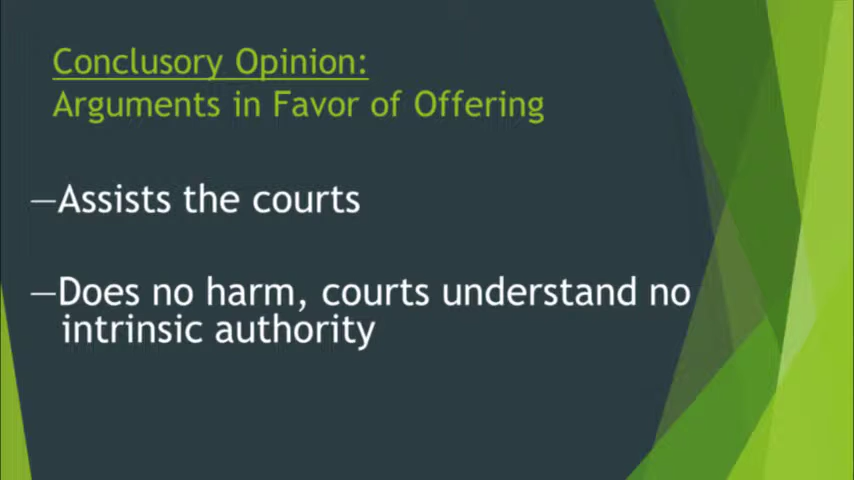 Conclusory Opinion:
Arguments in Favor of Offering
—Assists the courts
—Does no harm, courts understand no
intrinsic authority